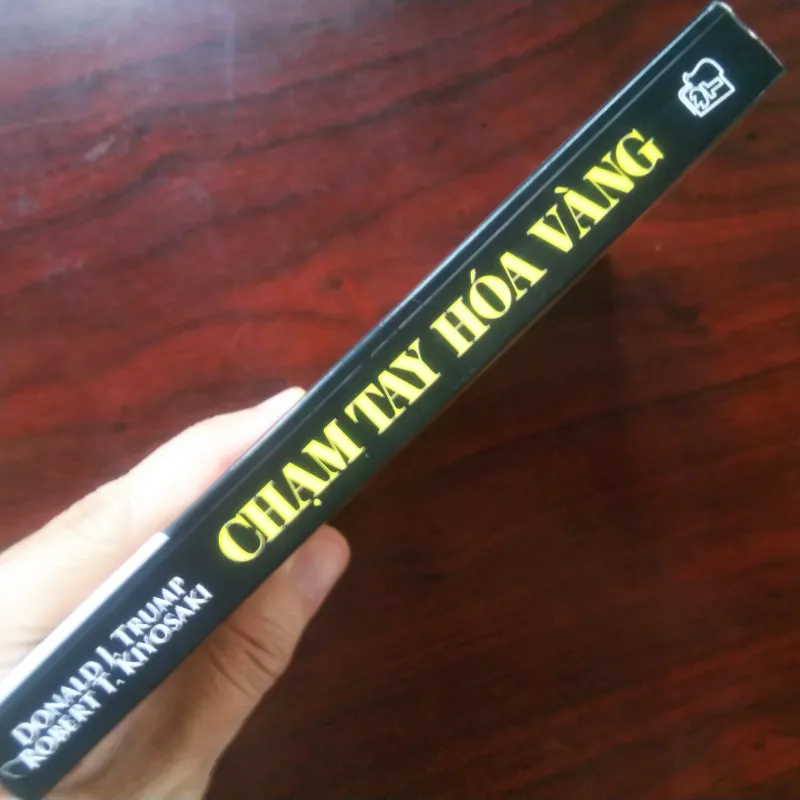 DONALD J. TRUMP
ROBERT T. KIYOSAKI
CHẠM TAY HÓA VÀNG